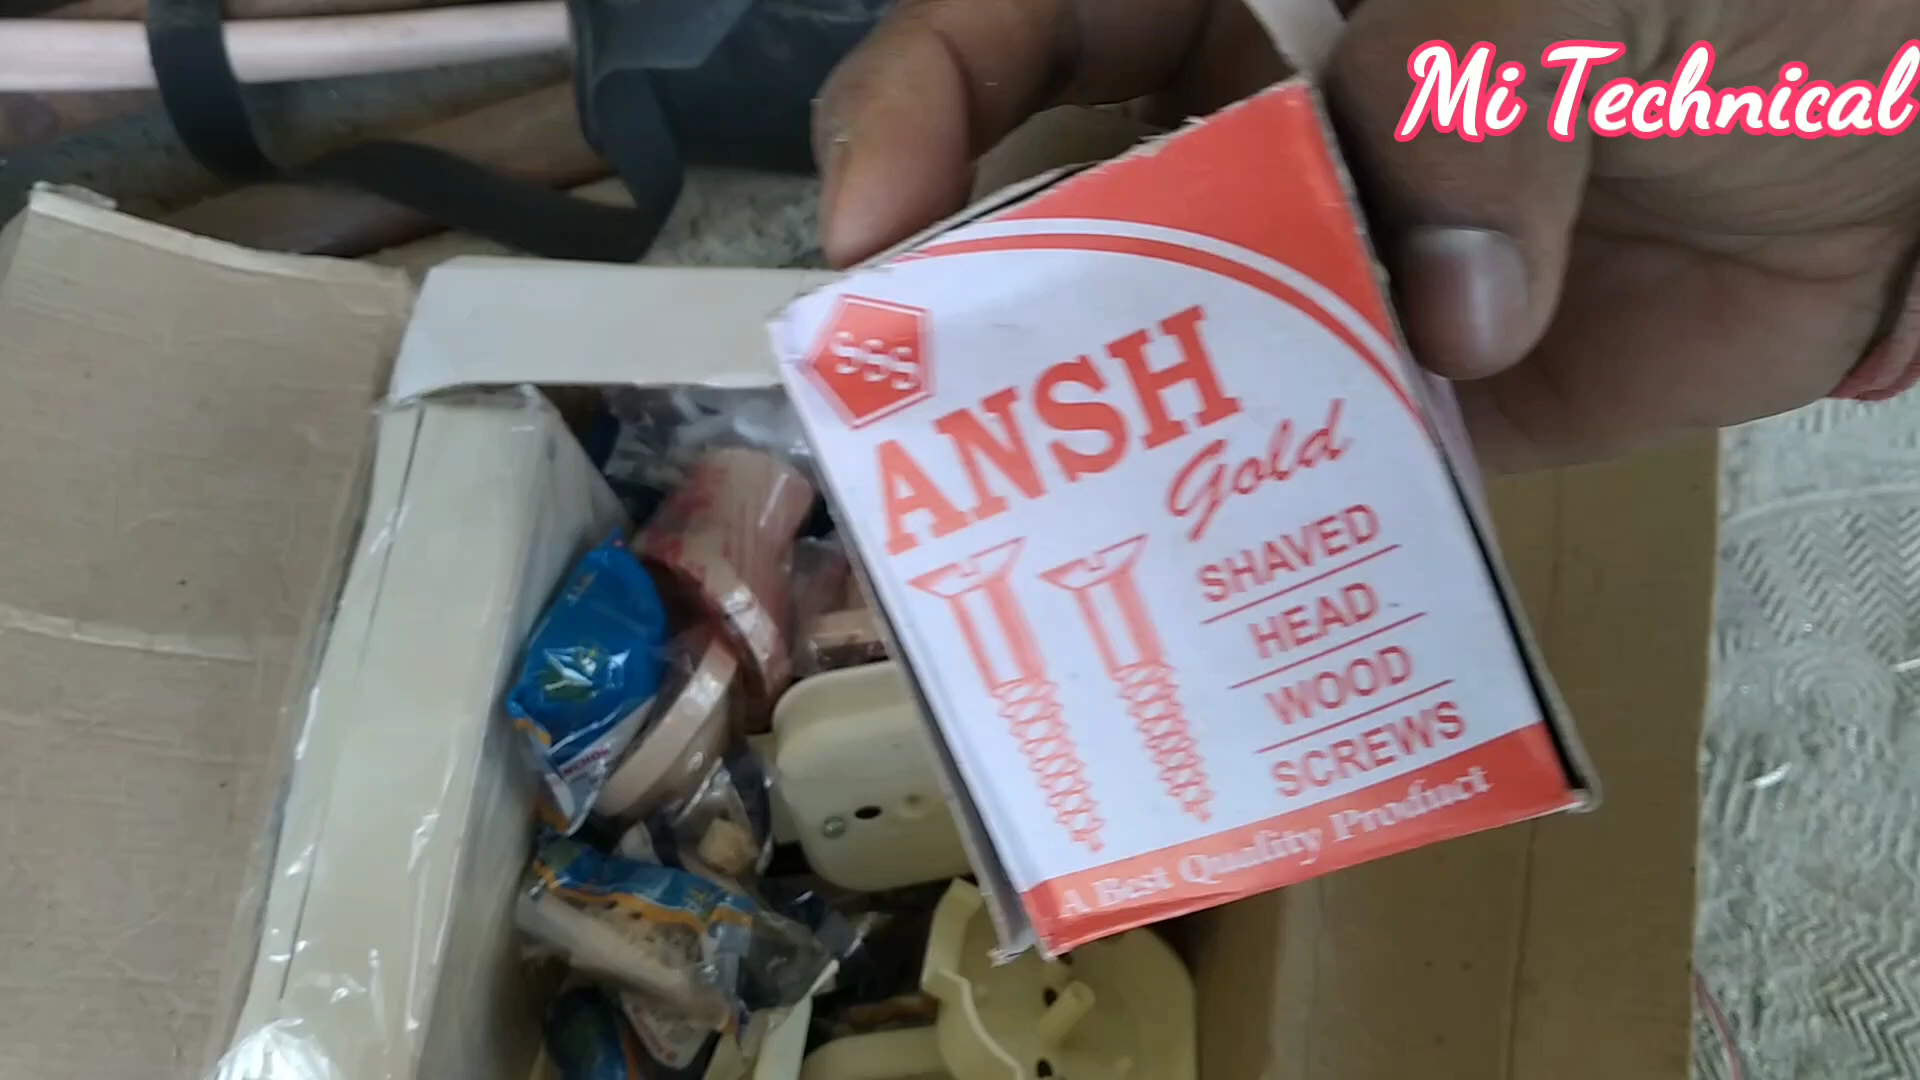 Mi Technical
SSS
ANSH
Gold
SHAVED
HEAD
WOOD
SCREWS
A Best Quality Product